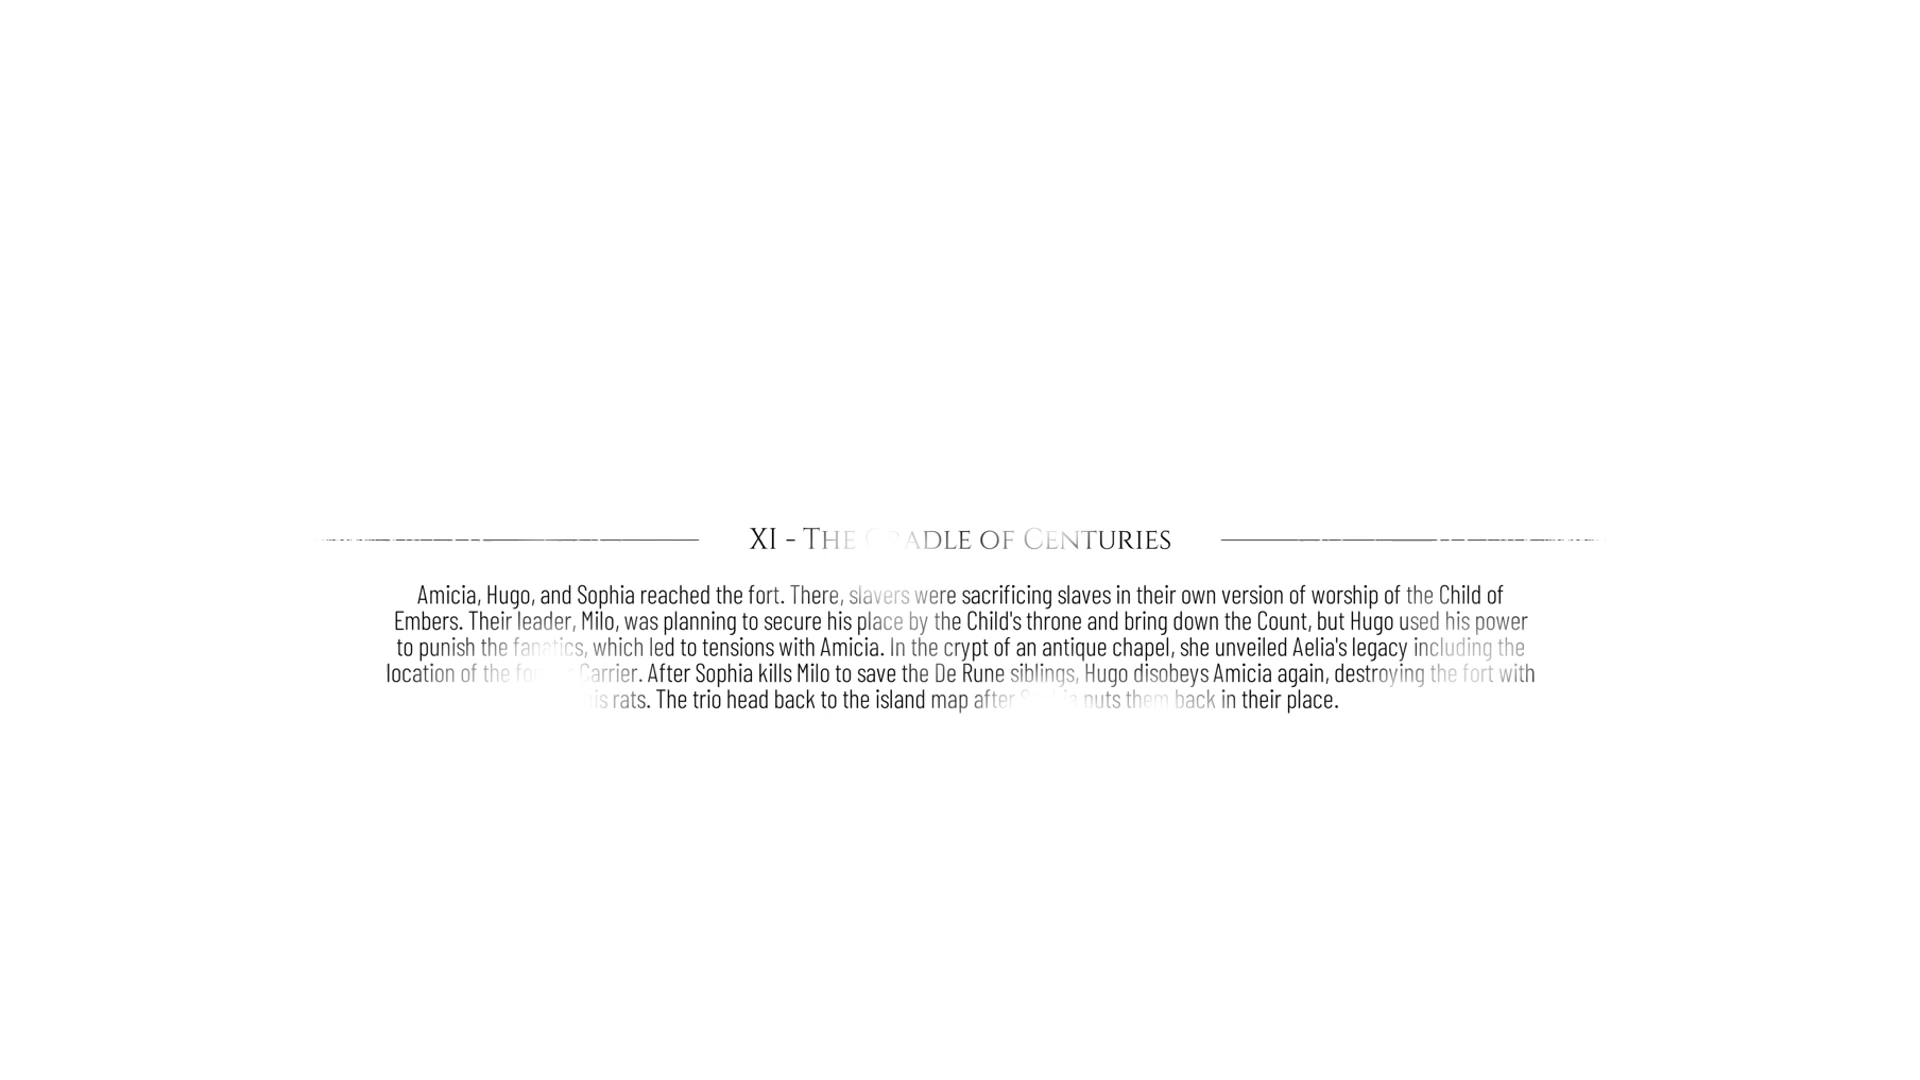 XI - The Cradle of Centuries
Amicia, Hugo, and Sophia reached the fort. There, slavers were sacrificing slaves in their own version of worship of the Child of
Embers. Their leader, Milo, was planning to secure his place by the Child's throne and bring down the Count, but Hugo used his power
to punish the fanatics, which led to tensions with Amicia. In the crypt of an antique chapel, she unveiled Aelia's legacy including the
location of the Carrier. After Sophia kills Milo to save the De Rune siblings, Hugo disobeys Amicia again, destroying the fort with
his rats. The trio head back to the island map after Sophia puts them back in their place.